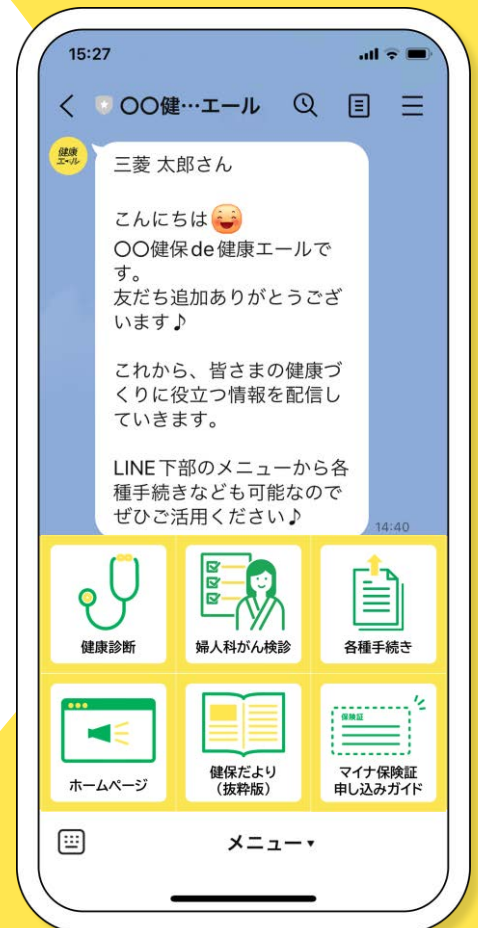 15:27
〇〇健…エール
健康
エール
三菱 太郎さん
こんにちは
〇〇健保de健康エールで
す。
友だち追加ありがとうござ
います♪
これから、皆さまの健康づ
くりに役立つ情報を配信し
ていきます。
LINE下部のメニューから各
種手続きなども可能なので
ぜひご活用ください♪
14:40
健康診断
婦人科がん検診
各種手続き
ホームページ
健保だより
(抜粋版)
保険証
マイナ保険証
申し込みガイド
メニュー▼